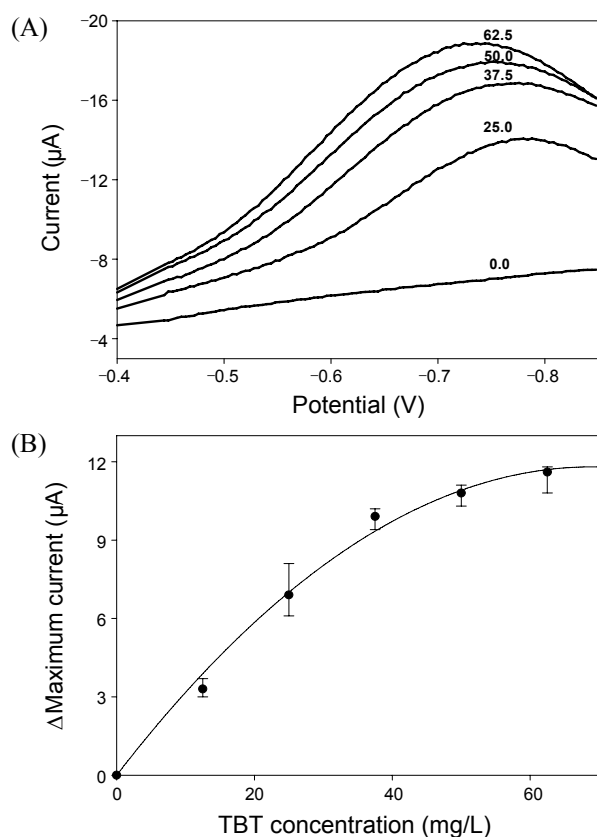 (A)
−20
−16
−12
−8
−4
Current (µA)
62.5
50.0
37.5
25.0
0.0
−0.4 −0.5 −0.6 −0.7 −0.8
Potential (V)
(B)
12
9
6
3
0
ΔMaximum current (µA)
0 20 40 60
TBT concentration (mg/L)